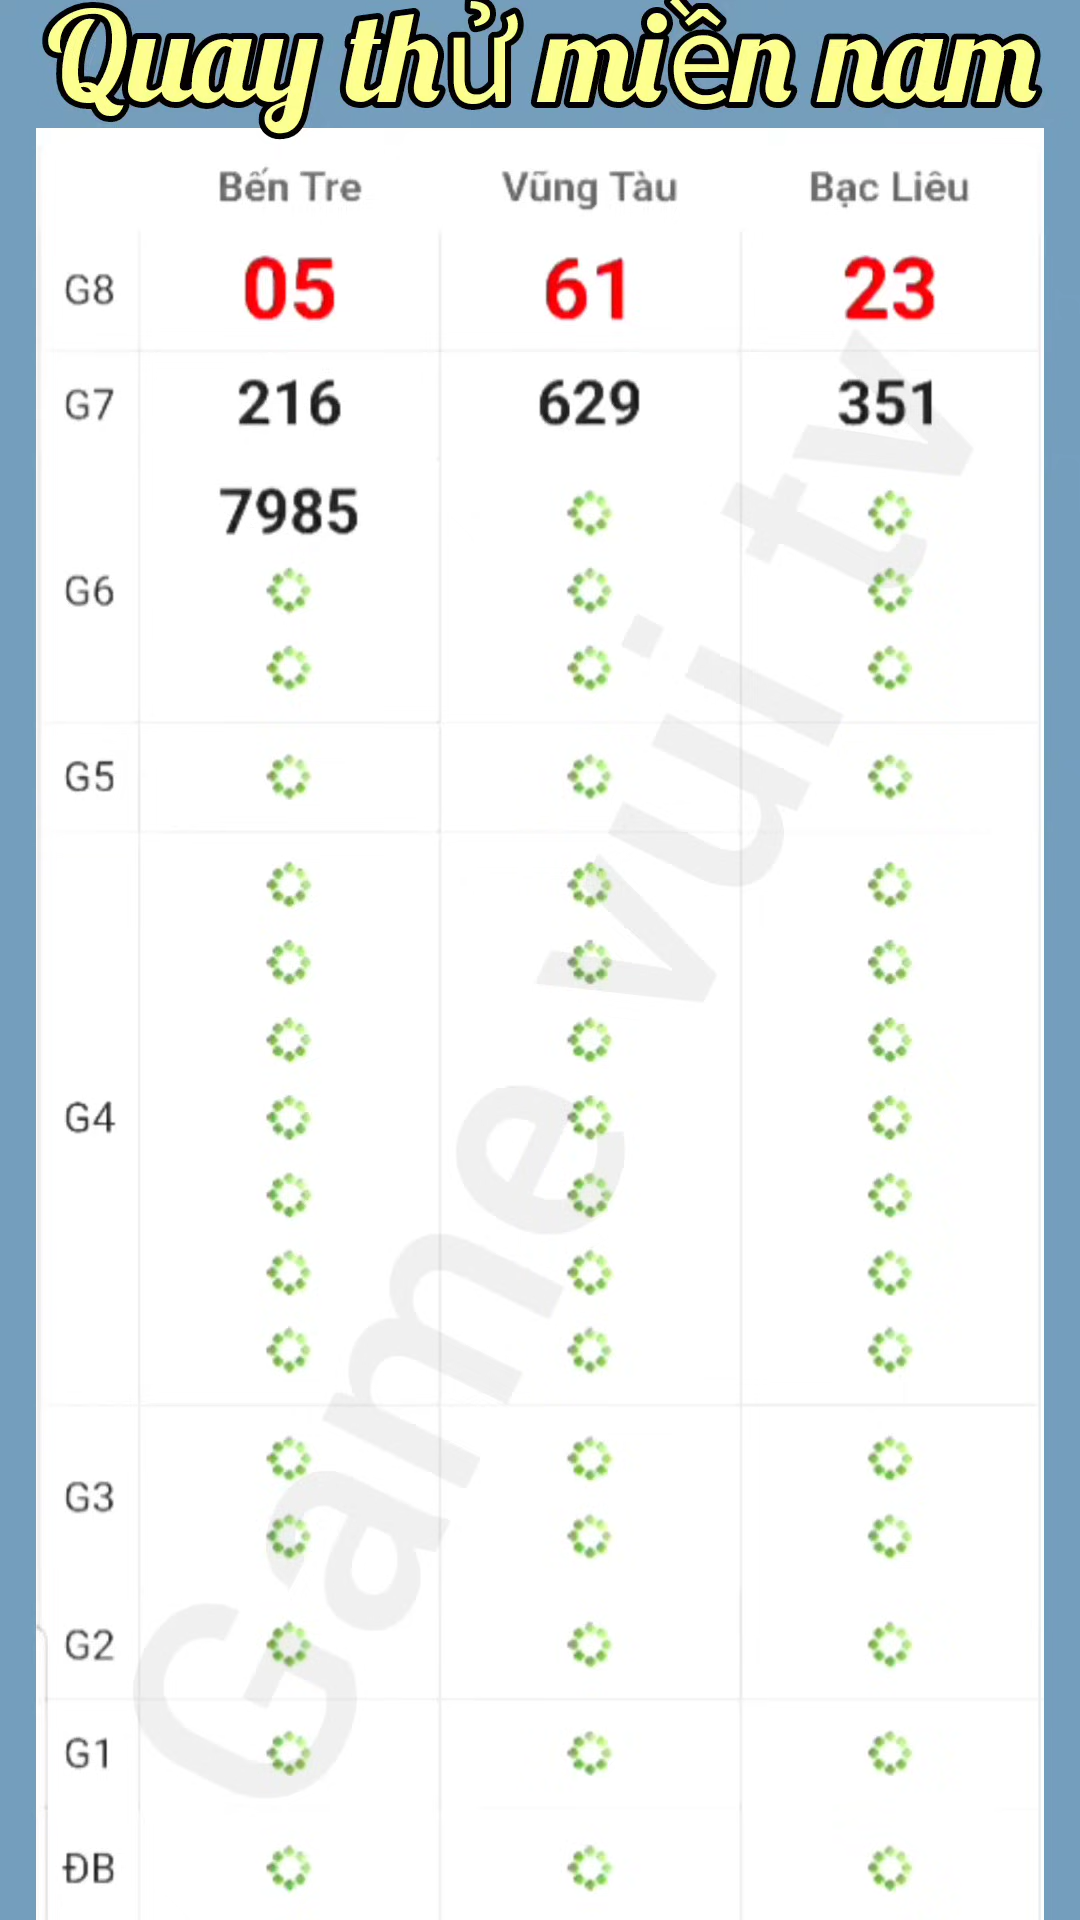 Quay thử miền nam
Bến Tre Vũng Tàu Bạc Liêu
G8 05 61 23
G7 216 629 351
7985
G6
G5
G4
G3
G2
G1
ĐB
Game vui tv